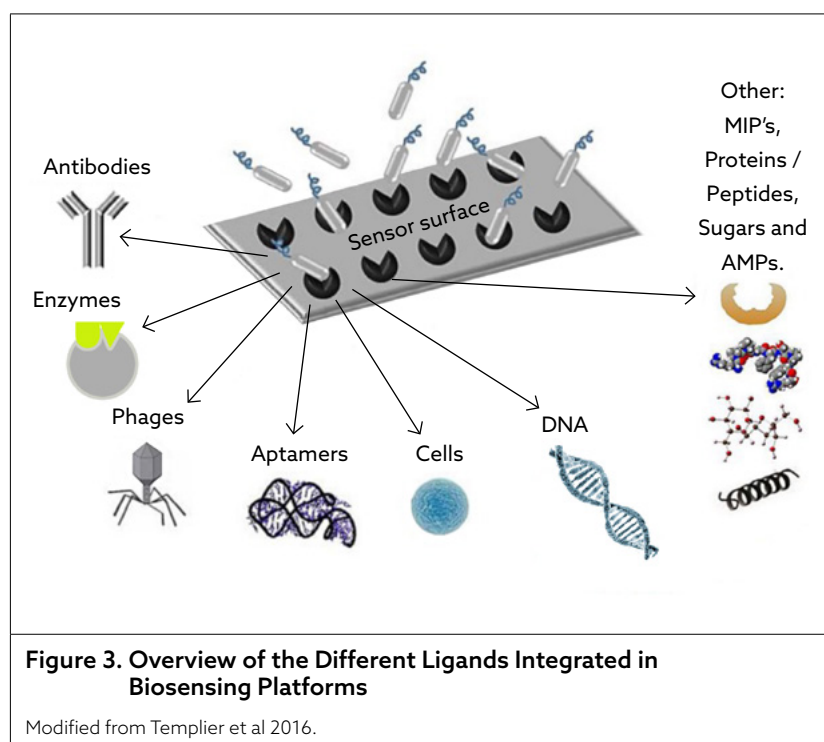 Other:
MIP's,
Proteins /
Peptides,
Sugars and
AMPs.
Antibodies
Sensor surface
Enzymes
Phages
Aptamers
Cells
DNA
Figure 3. Overview of the Different Ligands Integrated in
Biosensing Platforms
Modified from Templier et al 2016.